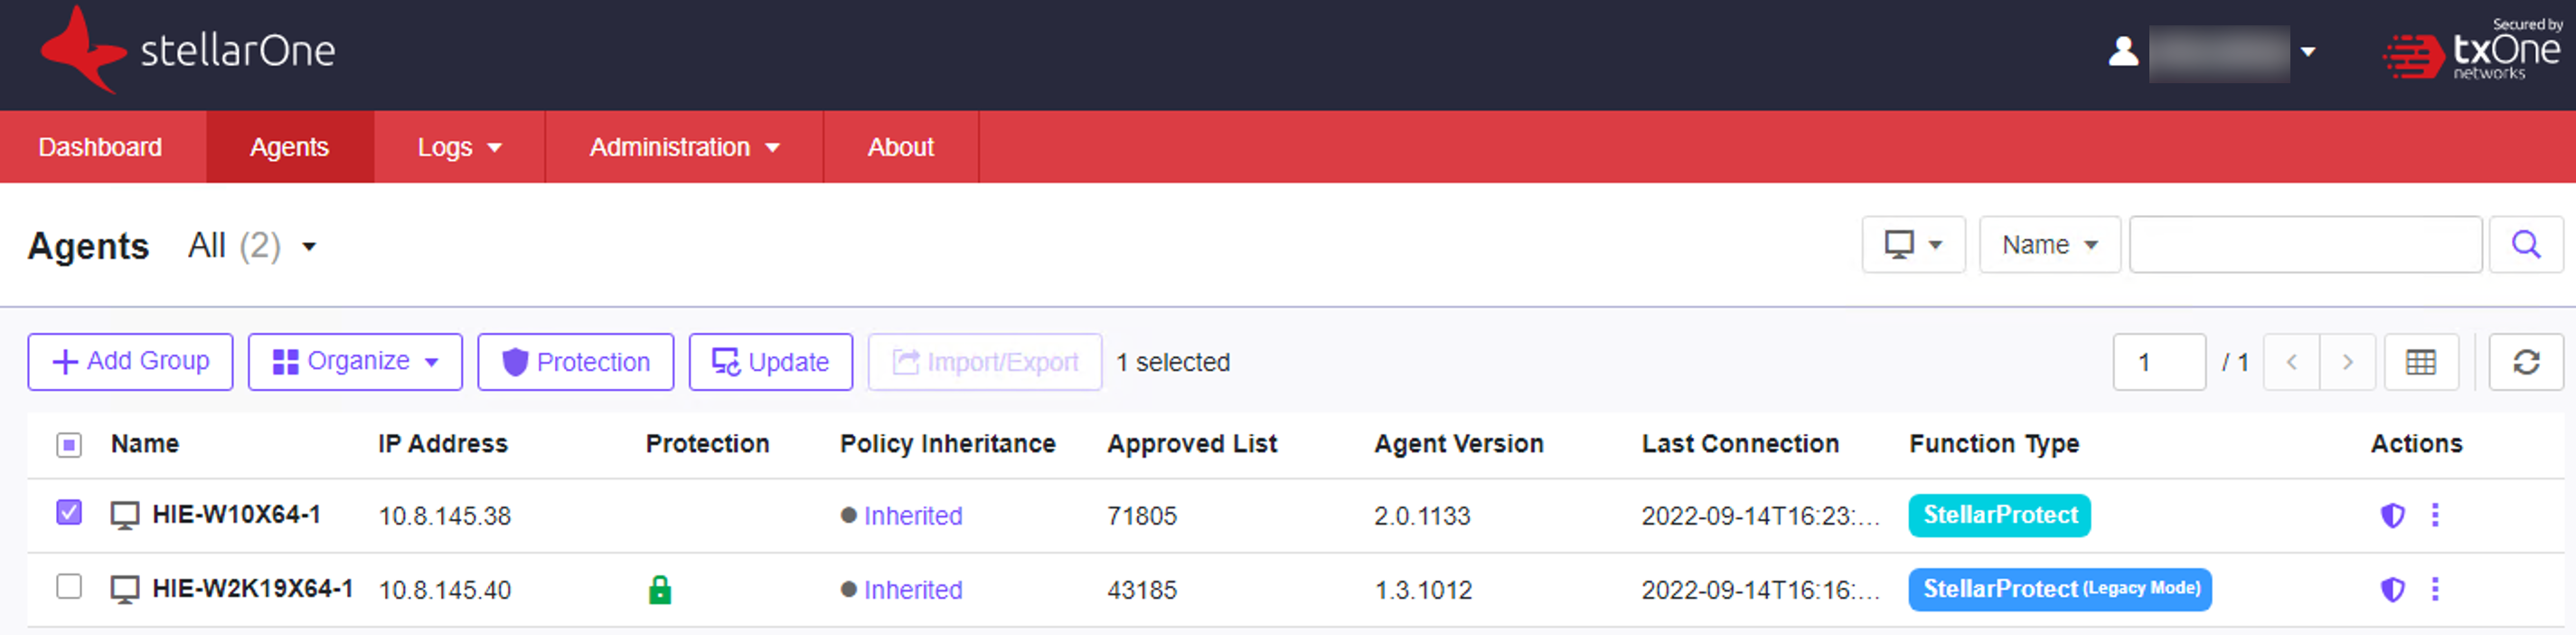 stellarOne
Secured by
txOne
networks
Dashboard Agents Logs Administration About
Agents All (2) Name
Add Group Organize Protection Update Import/Export 1 selected 1 / 1
Name IP Address Protection Policy Inheritance Approved List Agent Version Last Connection Function Type Actions
HIE-W10X64-1 10.8.145.38 Inherited 71805 2.0.1133 2022-09-14T16:23:... StellarProtect
HIE-W2K19X64-1 10.8.145.40 Inherited 43185 1.3.1012 2022-09-14T16:16:... StellarProtect (Legacy Mode)